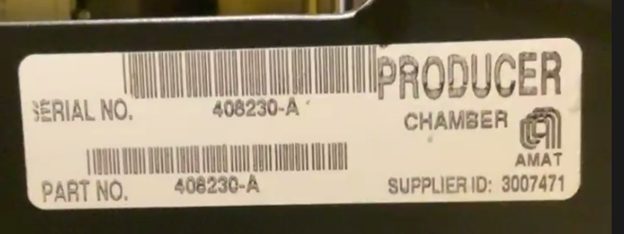 PRODUCER
SERIAL NO. 408230-A
CHAMBER
AMAT
PART NO. 408230-A
SUPPLIER ID: 3007471